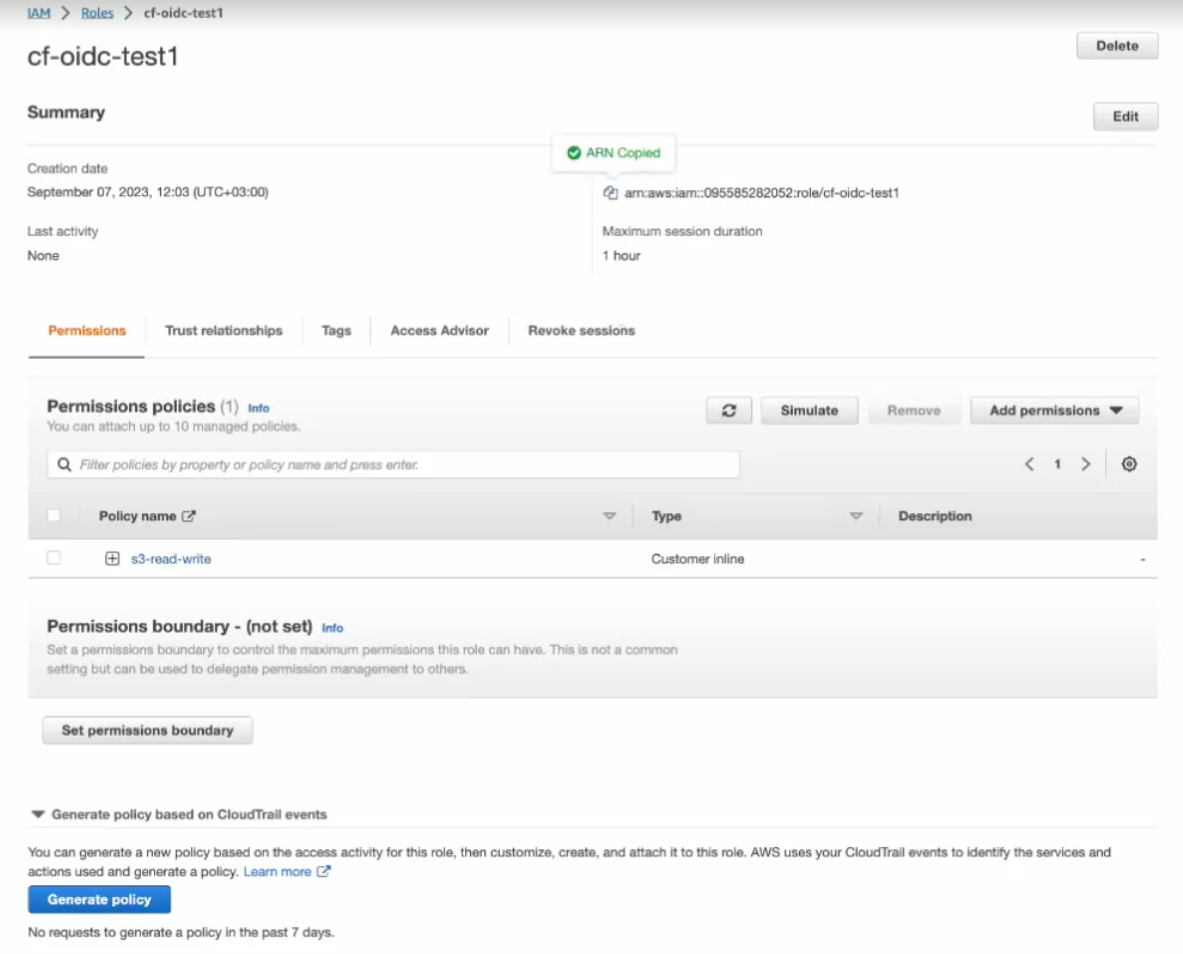 IAM > Roles > cf-oidc-test1
cf-oidc-test1
Delete
Summary
Edit
ARN Copied
Creation date
September 07, 2023, 12:03 (UTC+03:00)
arn:aws:iam::095585282052:role/cf-oidc-test1
Last activity
Maximum session duration
None
1 hour
Permissions
Trust relationships
Tags
Access Advisor
Revoke sessions
Permissions policies (1) Info
You can attach up to 10 managed policies.
Simulate
Remove
Add permissions
Filter policies by property or policy name and press enter.
1
Policy name
Type
Description
s3-read-write
Customer inline
-
Permissions boundary - (not set) Info
Set a permissions boundary to control the maximum permissions this role can have. This is not a common
setting but can be used to delegate permission management to others.
Set permissions boundary
Generate policy based on CloudTrail events
You can generate a new policy based on the access activity for this role, then customize, create, and attach it to this role. AWS uses your CloudTrail events to identify the services and
actions used and generate a policy. Learn more
Generate policy
No requests to generate a policy in the past 7 days.